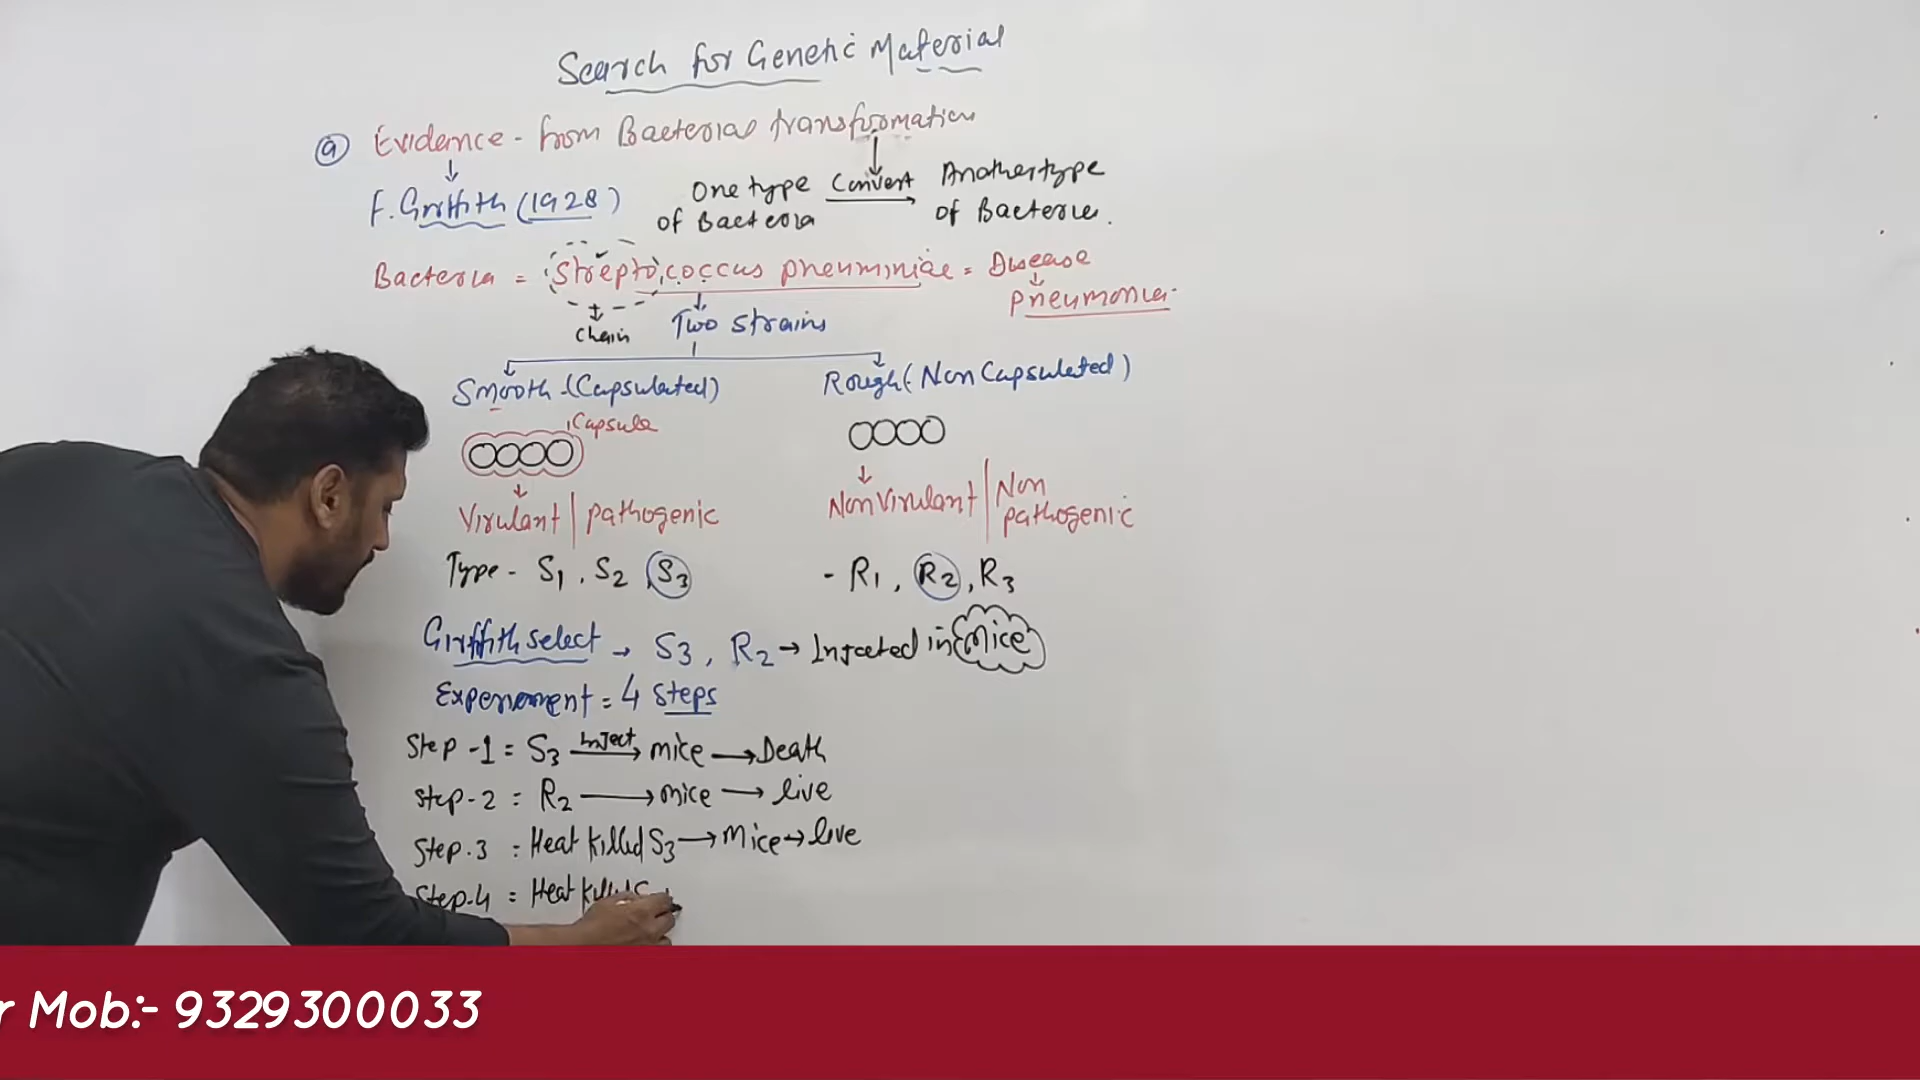 Search for Genetic Material
(a) Evidence - from Bacterial transformation
F. Griffith (1928)
One type of Bacteria Convert Another type of Bacteria.
Bacteria = Streptococcus pneuminiae = Disease
pneumonia
chain
Two Strains
Smooth - (Capsulated) Rough (Non Capsulated)
Capsule
Virulant | pathogenic Non Virulant | Non pathogenic
Type - S1, S2, S3 - R1, R2, R3
Griffith select → S3, R2 → Injected in mice
Experiement = 4 Steps
Step -1 = S3 Inject mice → Death
Step-2 = R2 → mice → live
Step.3 = Heat killed S3 → Mice → live
Step-4 = Heat killed S
r Mob:- 9329300033